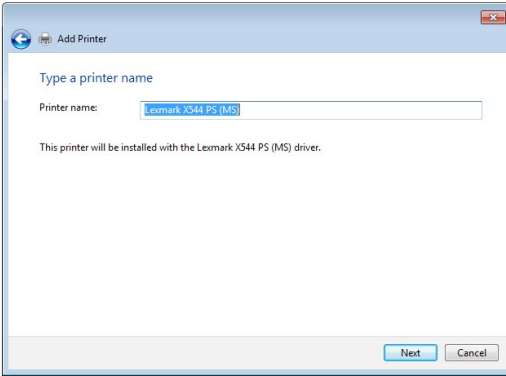 Add Printer
Type a printer name
Printer name: Lexmark X544 PS (MS)
This printer will be installed with the Lexmark X544 PS (MS) driver.
Next Cancel